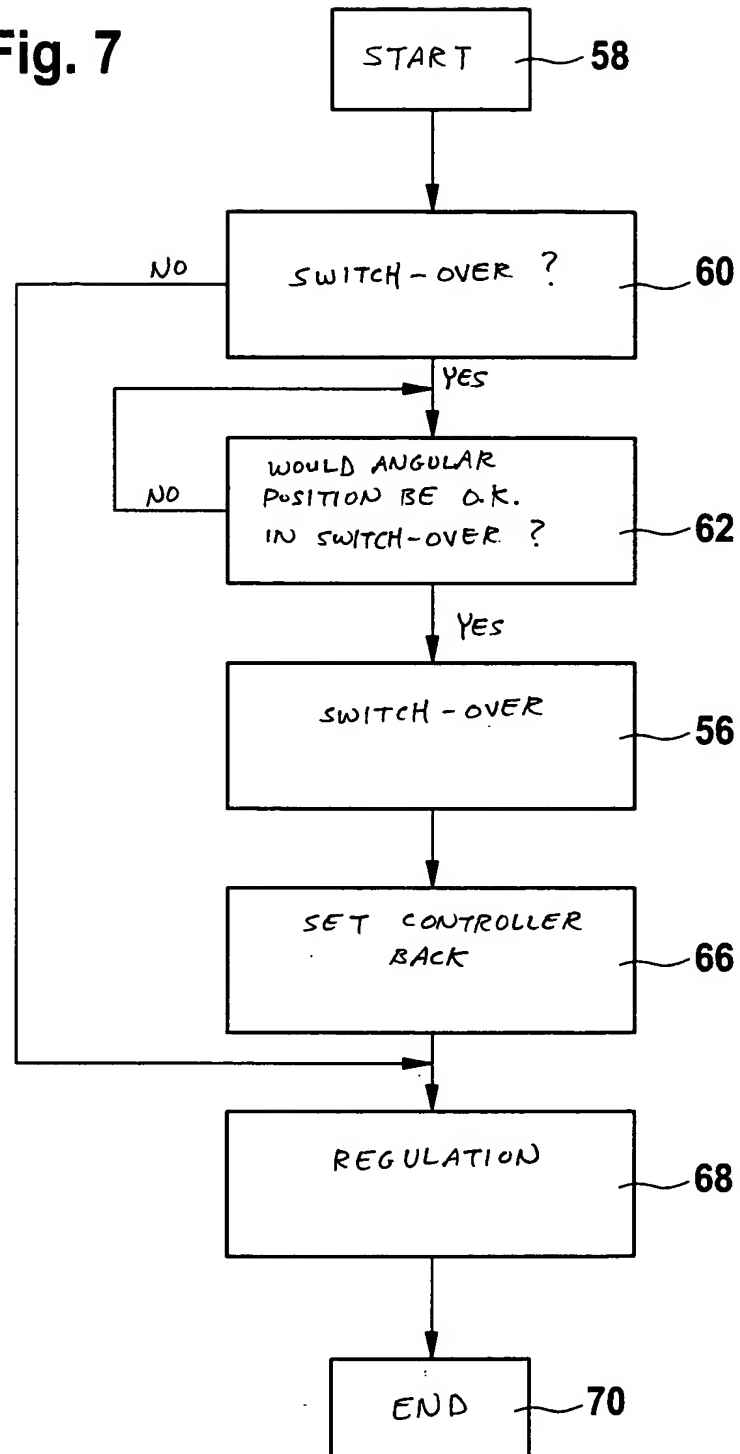 Fig. 7
START
58
NO
SWITCH-OVER ?
60
YES
NO
WOULD ANGULAR
POSITION BE O.K.
IN SWITCH-OVER ?
62
YES
SWITCH-OVER
56
SET CONTROLLER
BACK
66
REGULATION
68
END
70